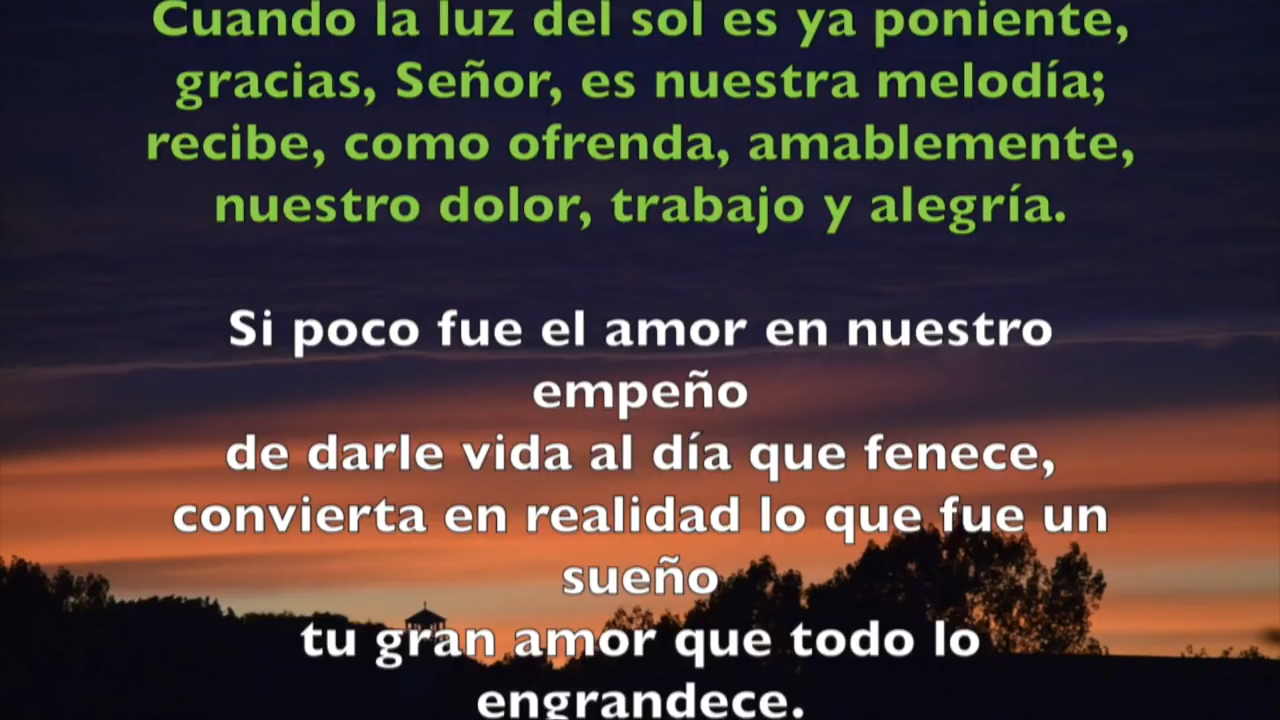 Cuando la luz del sol es ya poniente,
gracias, Señor, es nuestra melodía;
recibe, como ofrenda, amablemente,
nuestro dolor, trabajo y alegría.
Si poco fue el amor en nuestro
empeño
de darle vida al día que fenece,
convierta en realidad lo que fue un
sueño
tu gran amor que todo lo
engrandece.